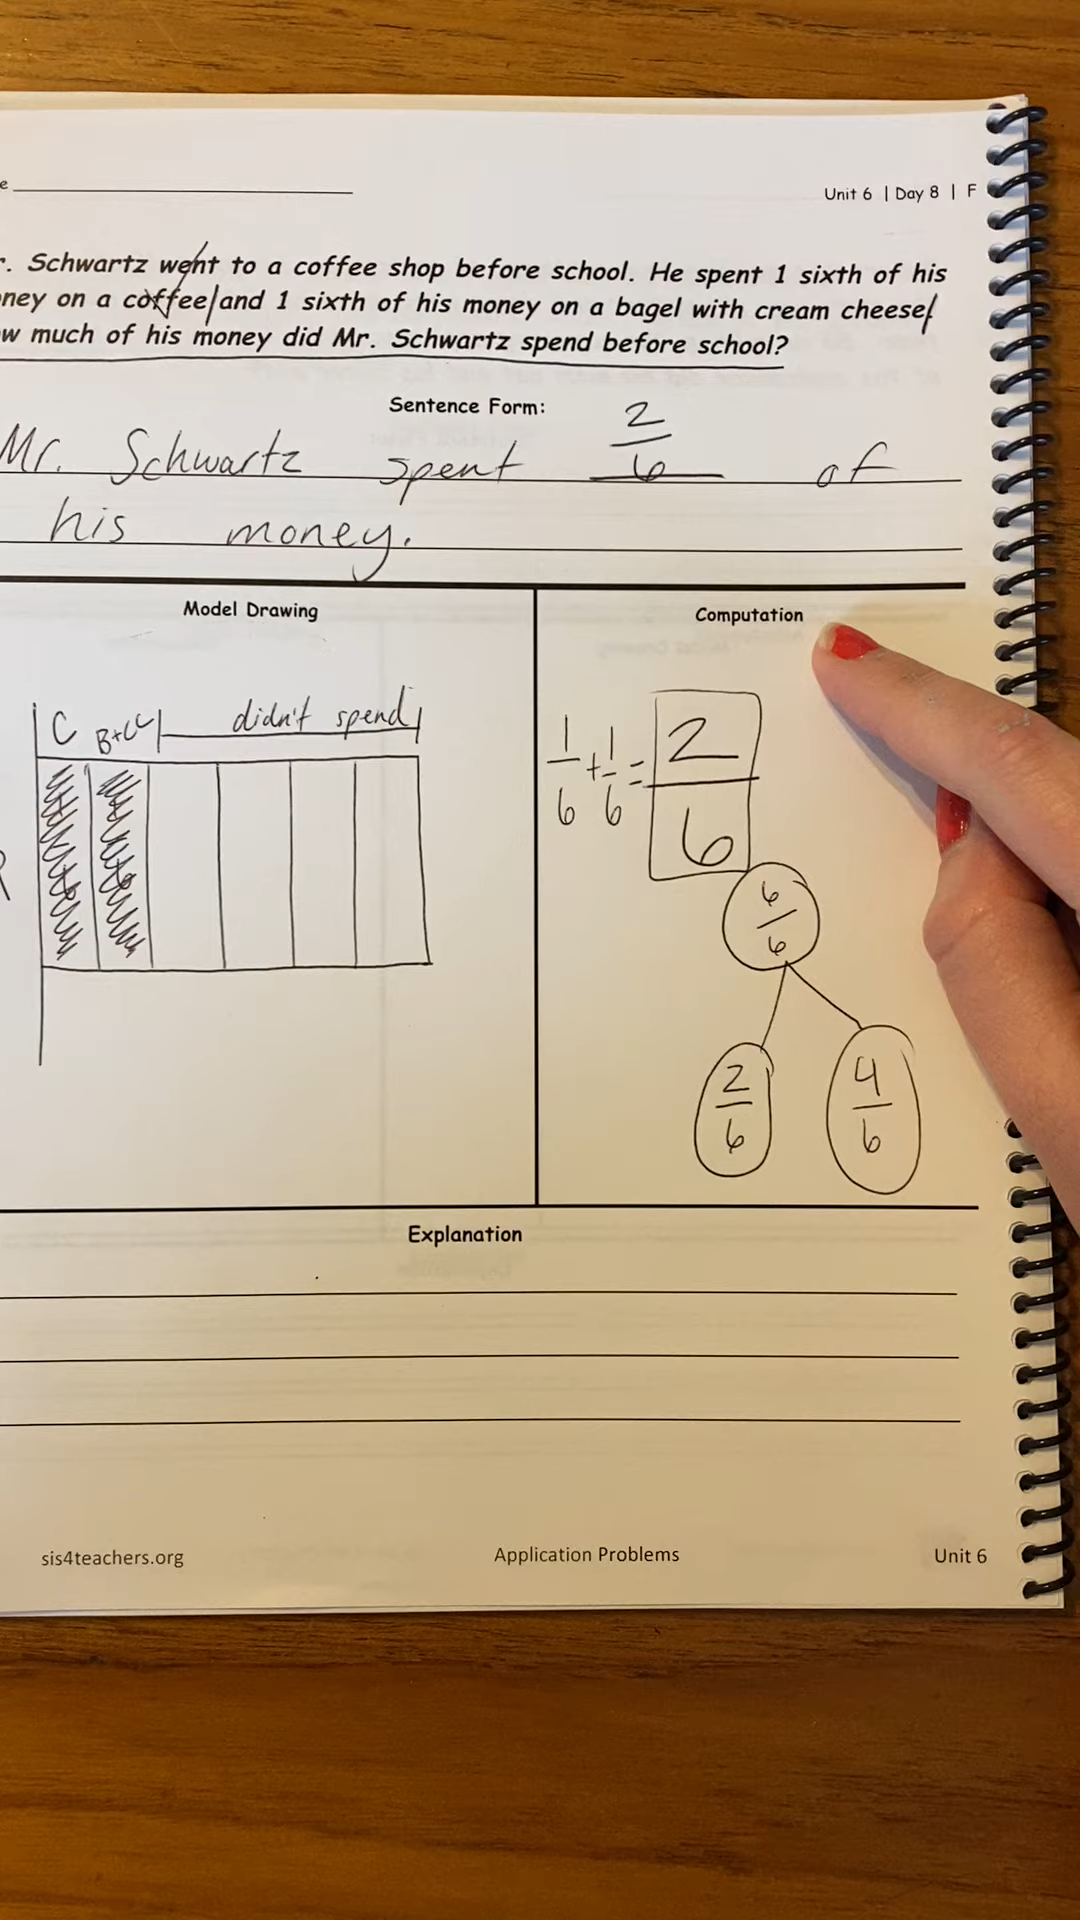 e
Unit 6 | Day 8 | F
r. Schwartz went to a coffee shop before school. He spent 1 sixth of his
ney on a coffee and 1 sixth of his money on a bagel with cream cheese
w much of his money did Mr. Schwartz spend before school?
Sentence Form:
Mr. Schwartz spent 2/6 of
his money.
Model Drawing
Computation
C B+CC didn't spend
1/6 + 1/6 = 2/6
6/6
2/6 4/6
Explanation
sis4teachers.org Application Problems Unit 6